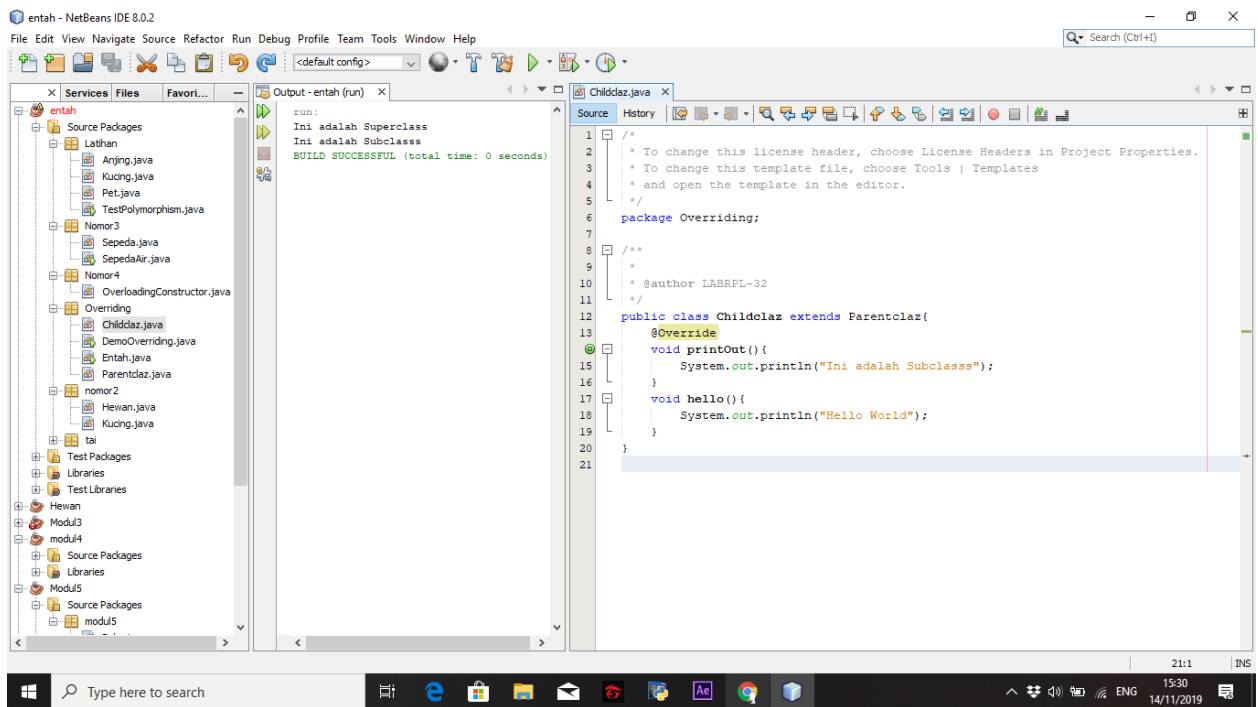 entah - NetBeans IDE 8.0.2
File Edit View Navigate Source Refactor Run Debug Profile Team Tools Window Help
Search (Ctrl+I)
<default config>
Services Files Favori...
entah
Source Packages
Latihan
Anjing.java
Kucing.java
Pet.java
TestPolymorphism.java
Nomor3
Sepeda.java
SepedaAir.java
Nomor4
OverloadingConstructor.java
Overriding
Childclaz.java
DemoOverriding.java
Entah.java
Parentclaz.java
nomor2
Hewan.java
Kucing.java
tai
Test Packages
Libraries
Test Libraries
Hewan
Modul3
modul4
Source Packages
Libraries
Modul5
Source Packages
modul5
Output - entah (run)
run:
Ini adalah Superclass
Ini adalah Subclasss
BUILD SUCCESSFUL (total time: 0 seconds)
Childclaz.java
Source History
1 /*
2 * To change this license header, choose License Headers in Project Properties.
3 * To change this template file, choose Tools | Templates
4 * and open the template in the editor.
5 */
6 package Overriding;
7
8 /**
9 *
10 * @author LABRPL-32
11 */
12 public class Childclaz extends Parentclaz{
13 @Override
void printOut(){
15 System.out.println("Ini adalah Subclasss");
16 }
17 void hello(){
18 System.out.println("Hello World");
19 }
20 }
21
21:1 INS
Type here to search
Ae
ENG
15:30
14/11/2019